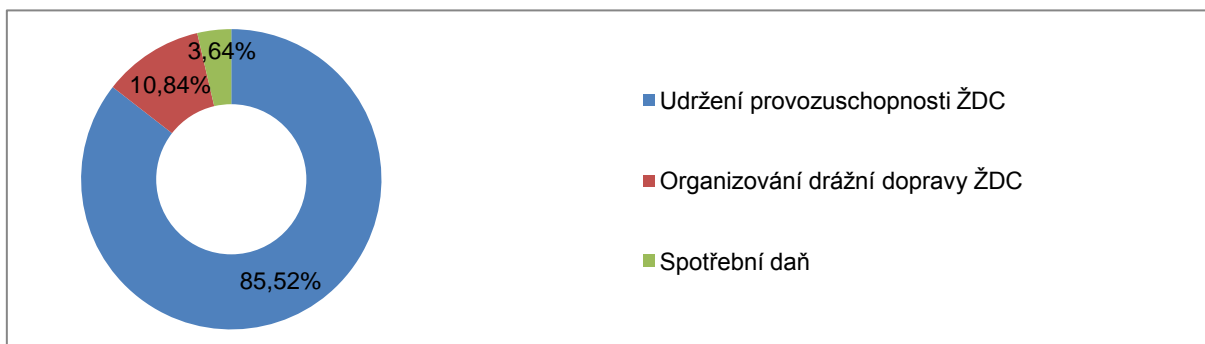 3,64%
10,84%
85,52%
Udržení provozuschopnosti ŽDC
Organizování drážní dopravy ŽDC
Spotřební daň